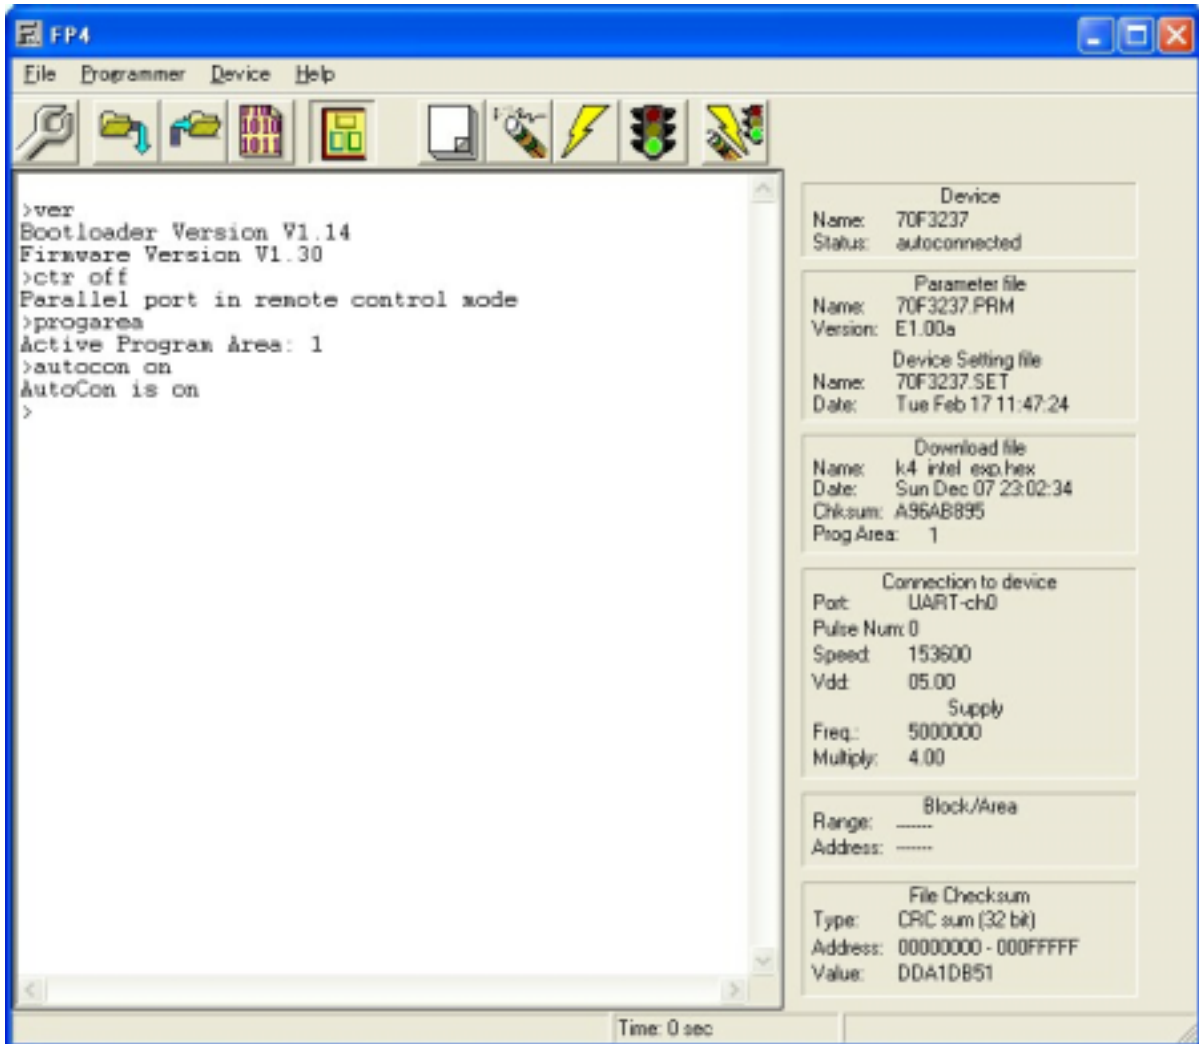 FP4
File Programmer Device Help
>ver
Bootloader Version V1.14
Firmware Version V1.30
>ctr off
Parallel port in remote control mode
>progarea
Active Program Area: 1
>autocon on
AutoCon is on
>
Device
Name: 70F3237
Status: autoconnected
Parameter file
Name: 70F3237.PRM
Version: E1.00a
Device Setting file
Name: 70F3237.SET
Date: Tue Feb 17 11:47:24
Download file
Name: k4 intel exp.hex
Date: Sun Dec 07 23:02:34
Chksum: A96AB895
Prog Area: 1
Connection to device
Port: UART-ch0
Pulse Num: 0
Speed: 153600
Vdd: 05.00
Supply
Freq.: 5000000
Multiply: 4.00
Block/Area
Range: -------
Address: -------
File Checksum
Type: CRC sum (32 bit)
Address: 00000000 - 000FFFFF
Value: DDA1DB51
Time: 0 sec